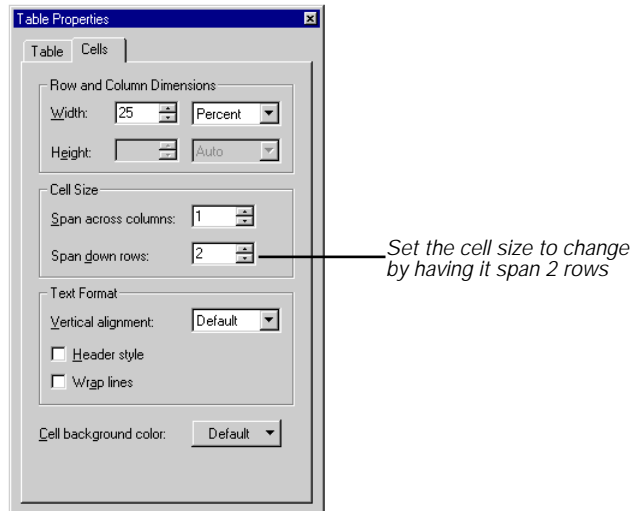 Table Properties
Table Cells
Row and Column Dimensions
Width: 25 Percent
Height: Auto
Cell Size
Span across columns: 1
Span down rows: 2
Set the cell size to change
by having it span 2 rows
Text Format
Vertical alignment: Default
Header style
Wrap lines
Cell background color: Default